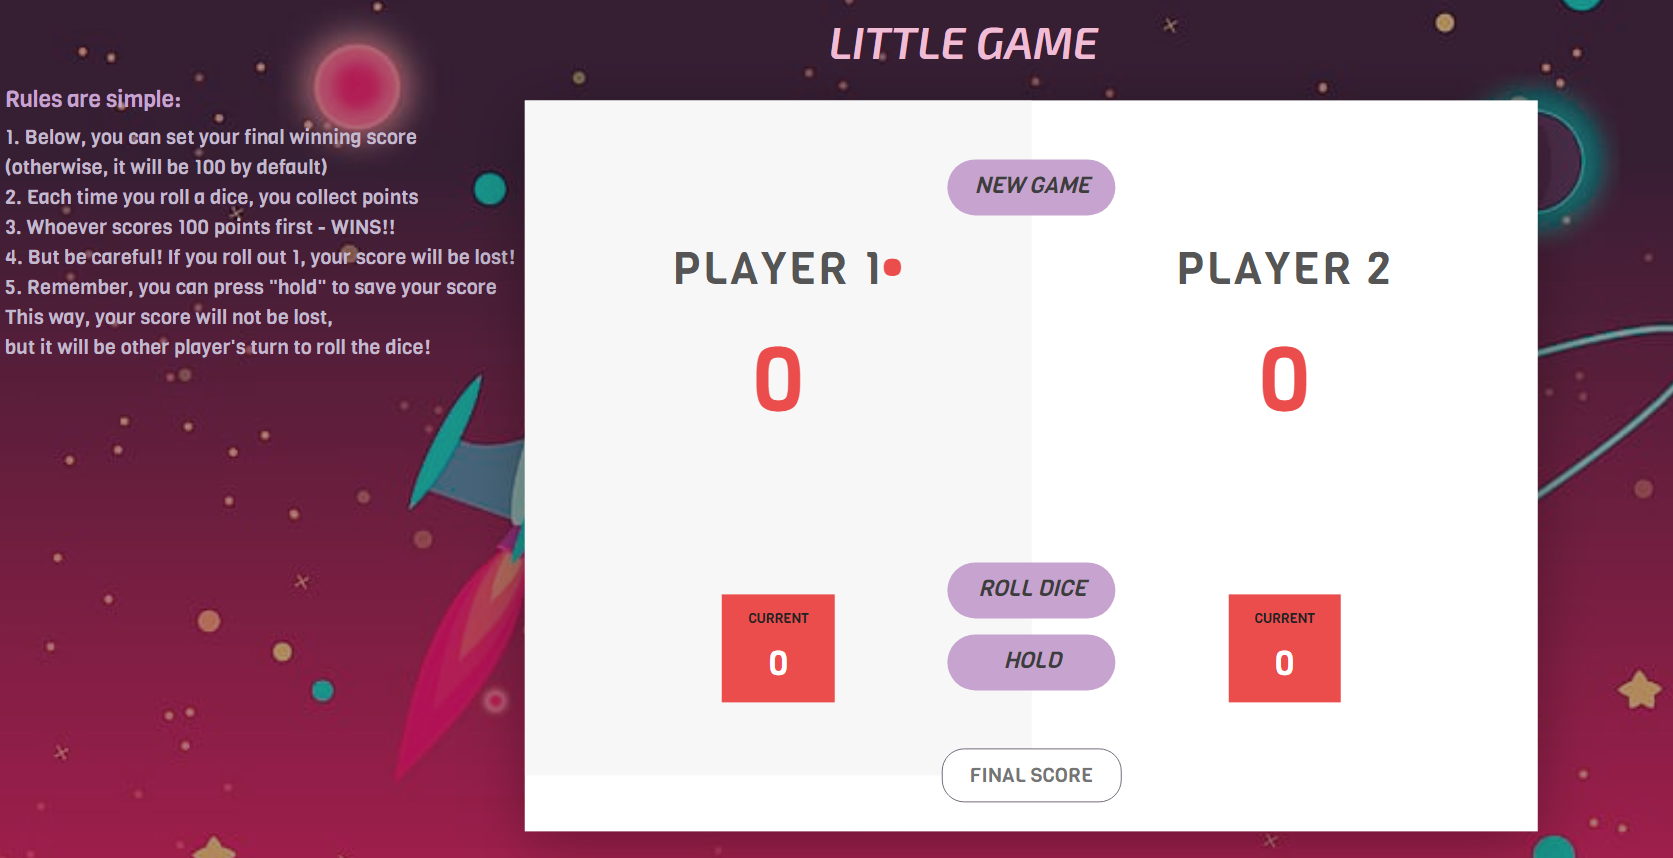 LITTLE GAME
Rules are simple:
1. Below, you can set your final winning score
(otherwise, it will be 100 by default)
2. Each time you roll a dice, you collect points
3. Whoever scores 100 points first - WINS!!
4. But be careful! If you roll out 1, your score will be lost!
5. Remember, you can press "hold" to save your score
This way, your score will not be lost,
but it will be other player's turn to roll the dice!
NEW GAME
PLAYER 1
PLAYER 2
0
0
ROLL DICE
CURRENT
0
CURRENT
0
HOLD
FINAL SCORE